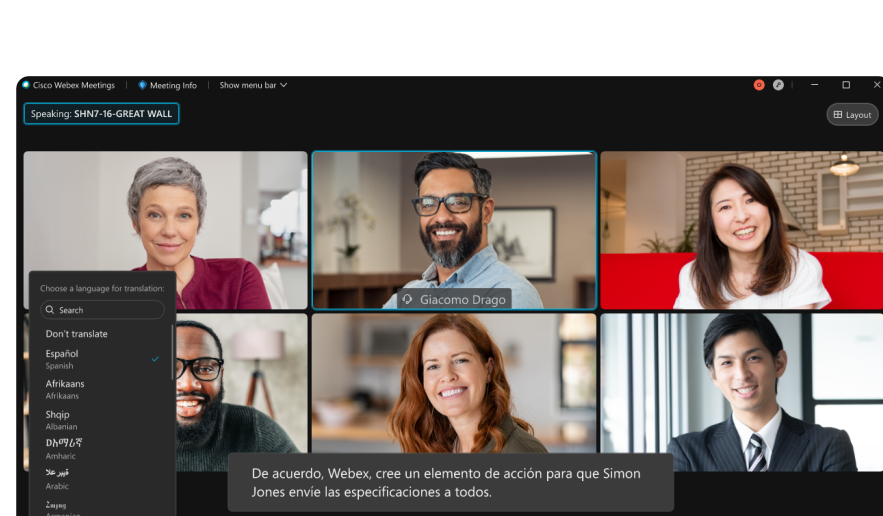 Cisco Webex Meetings
Meeting Info
Show menu bar
Speaking: SHN7-16-GREAT WALL
Layout
Giacomo Drago
Choose a language for translation:
Search
Don't translate
Español
Spanish
Afrikaans
Afrikaans
Shqip
Albanian
Amharic
Arabic
Armenian
De acuerdo, Webex, cree un elemento de acción para que Simon
Jones envíe las especificaciones a todos.